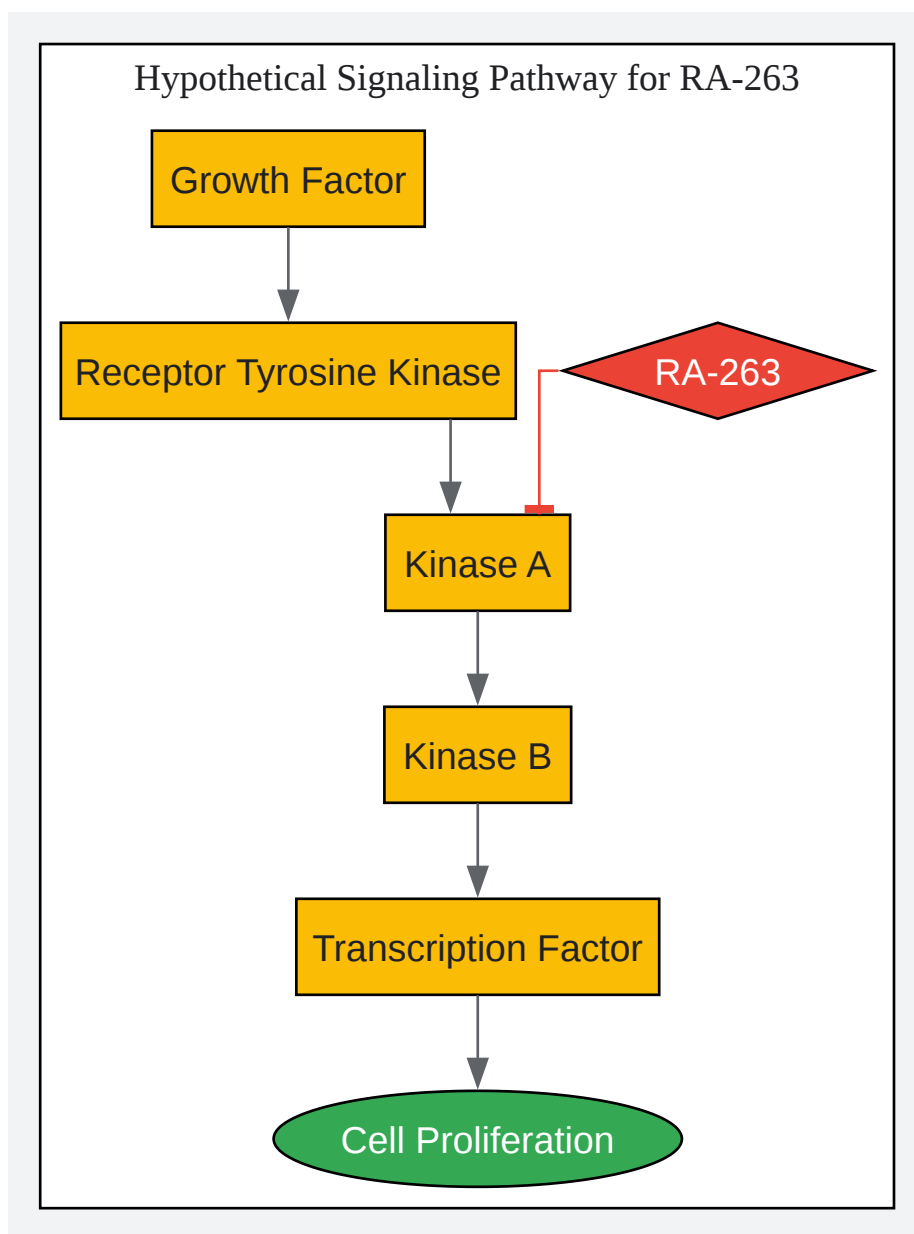 Hypothetical Signaling Pathway for RA-263
Growth Factor
Receptor Tyrosine Kinase
RA-263
Kinase A
Kinase B
Transcription Factor
Cell Proliferation